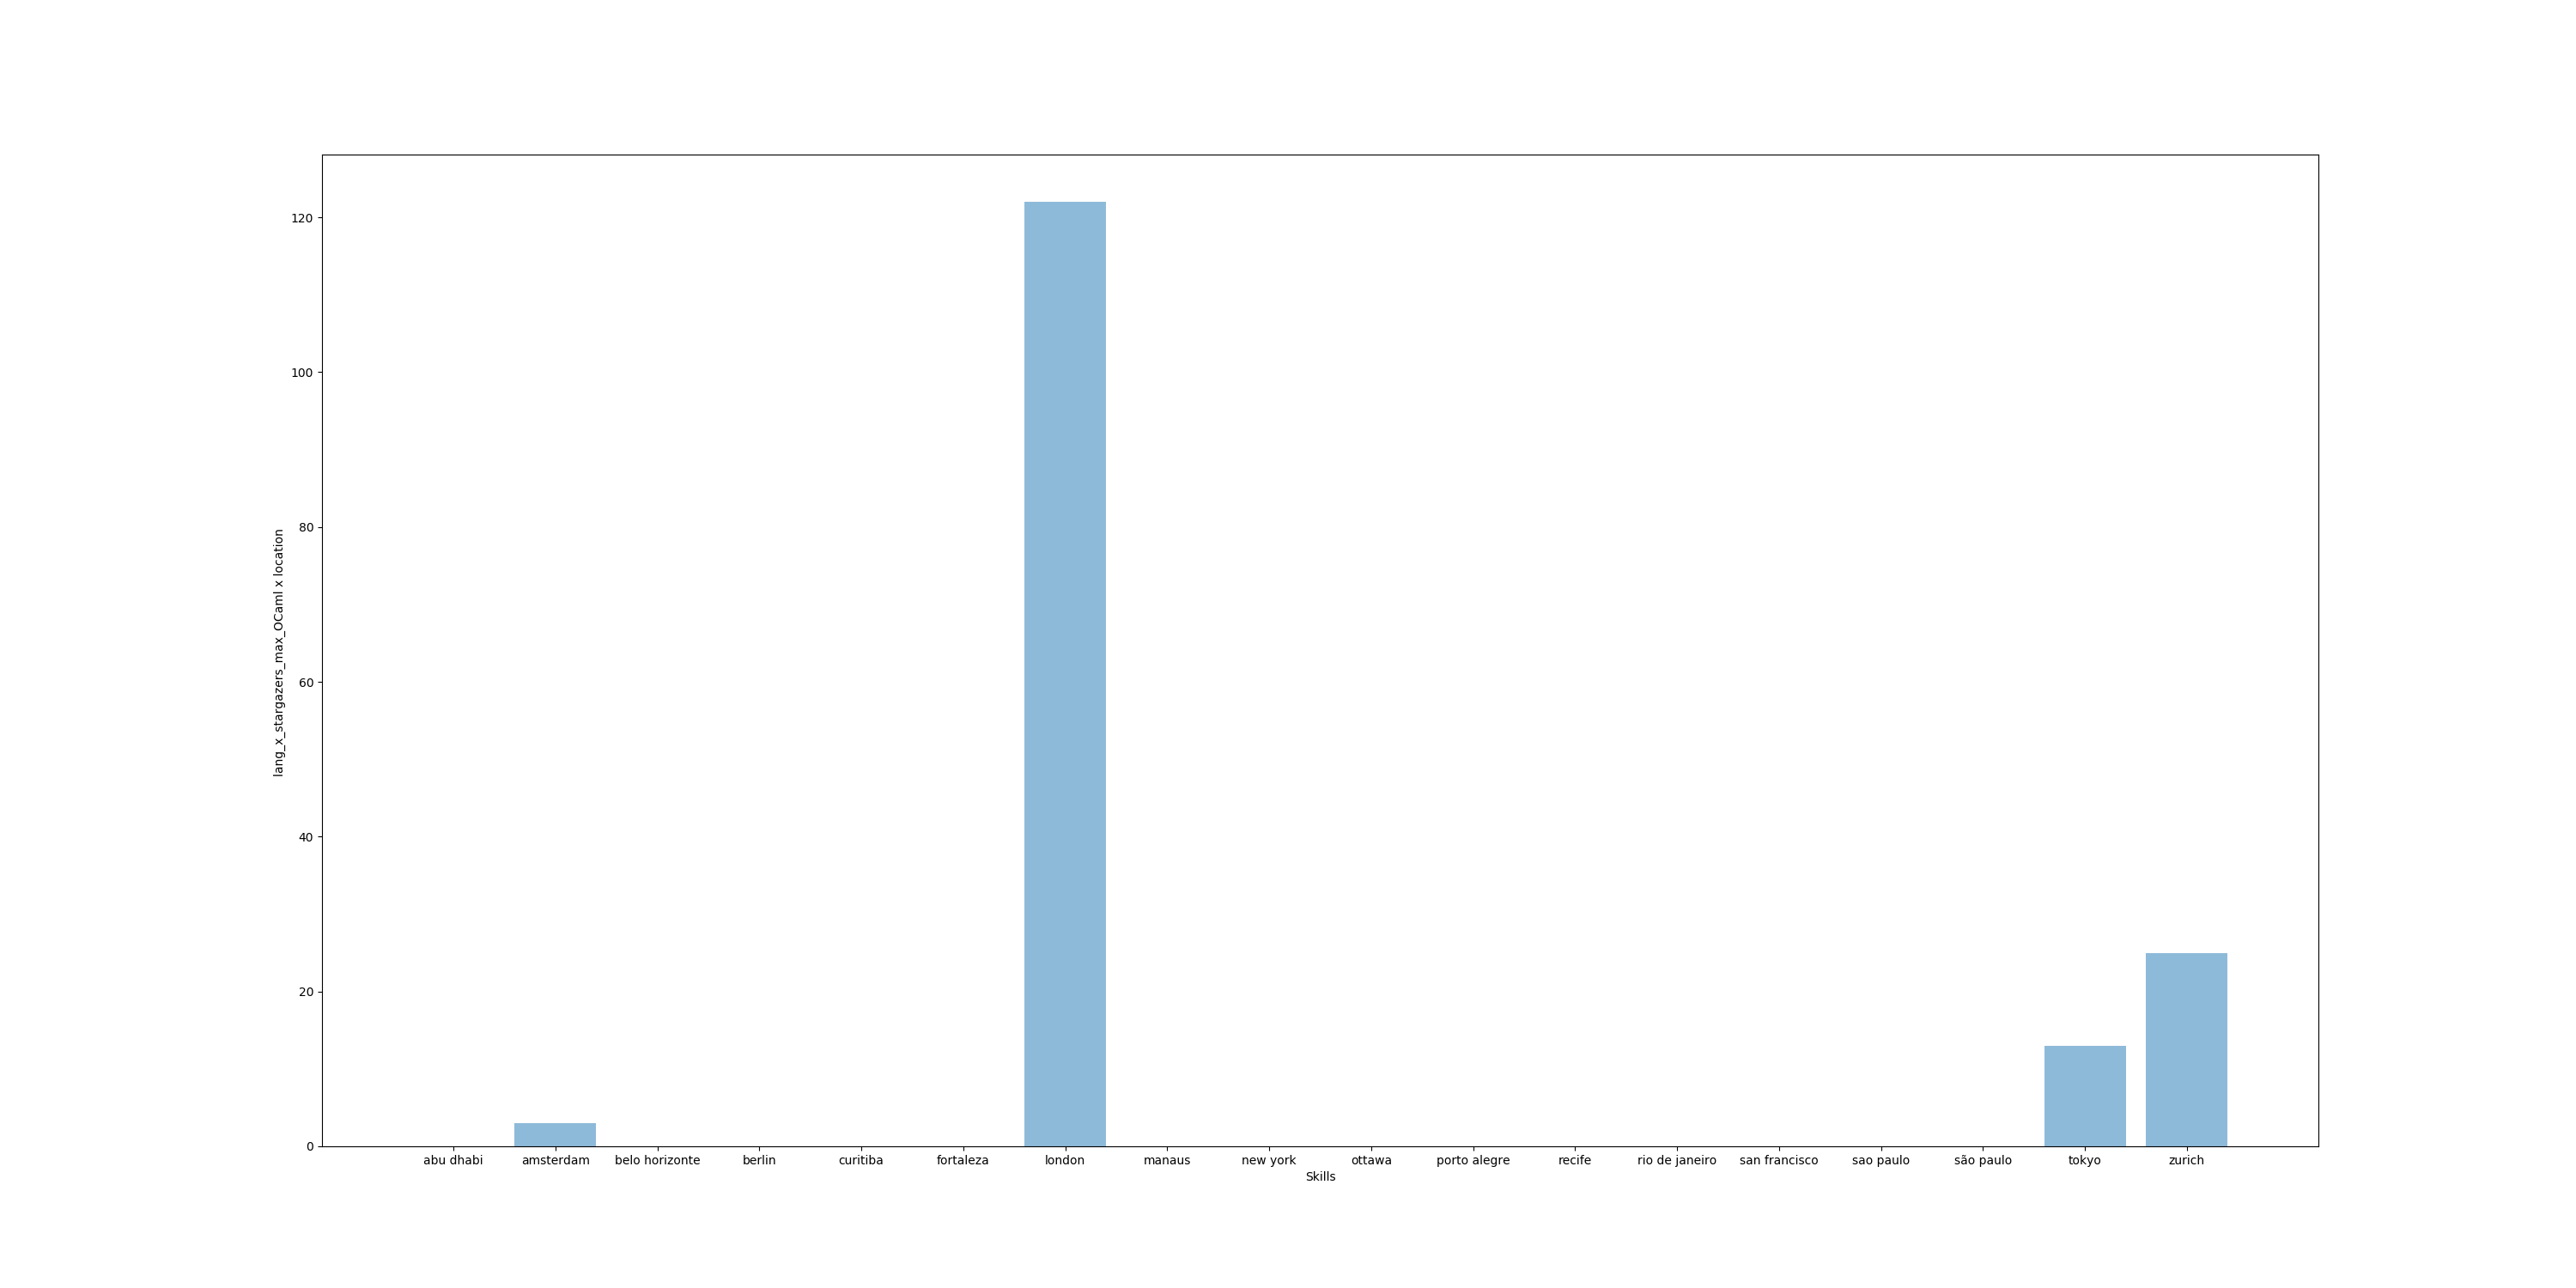 120
100
80
60
40
20
0
lang_x_stargazers_max_OCaml x location
abu dhabi amsterdam belo horizonte berlin curitiba fortaleza london manaus new york ottawa porto alegre recife rio de janeiro san francisco sao paulo são paulo tokyo zurich
Skills